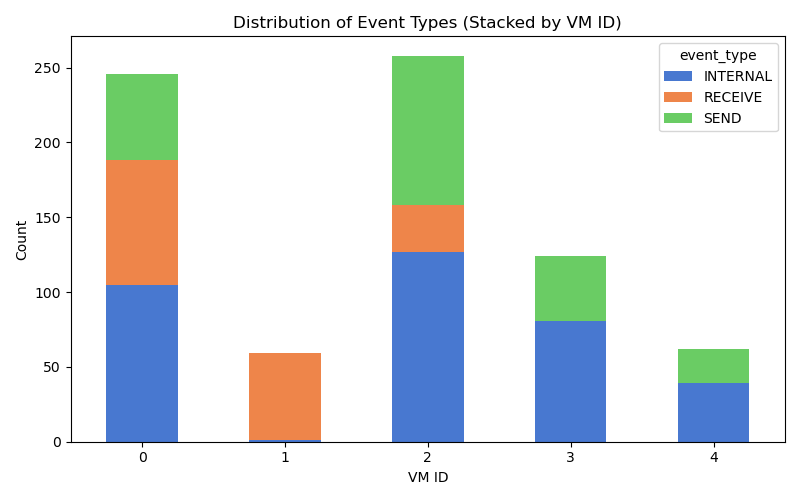 Distribution of Event Types (Stacked by VM ID)
event_type
INTERNAL
RECEIVE
SEND
Count
250
200
150
100
50
0
0 1 2 3 4
VM ID